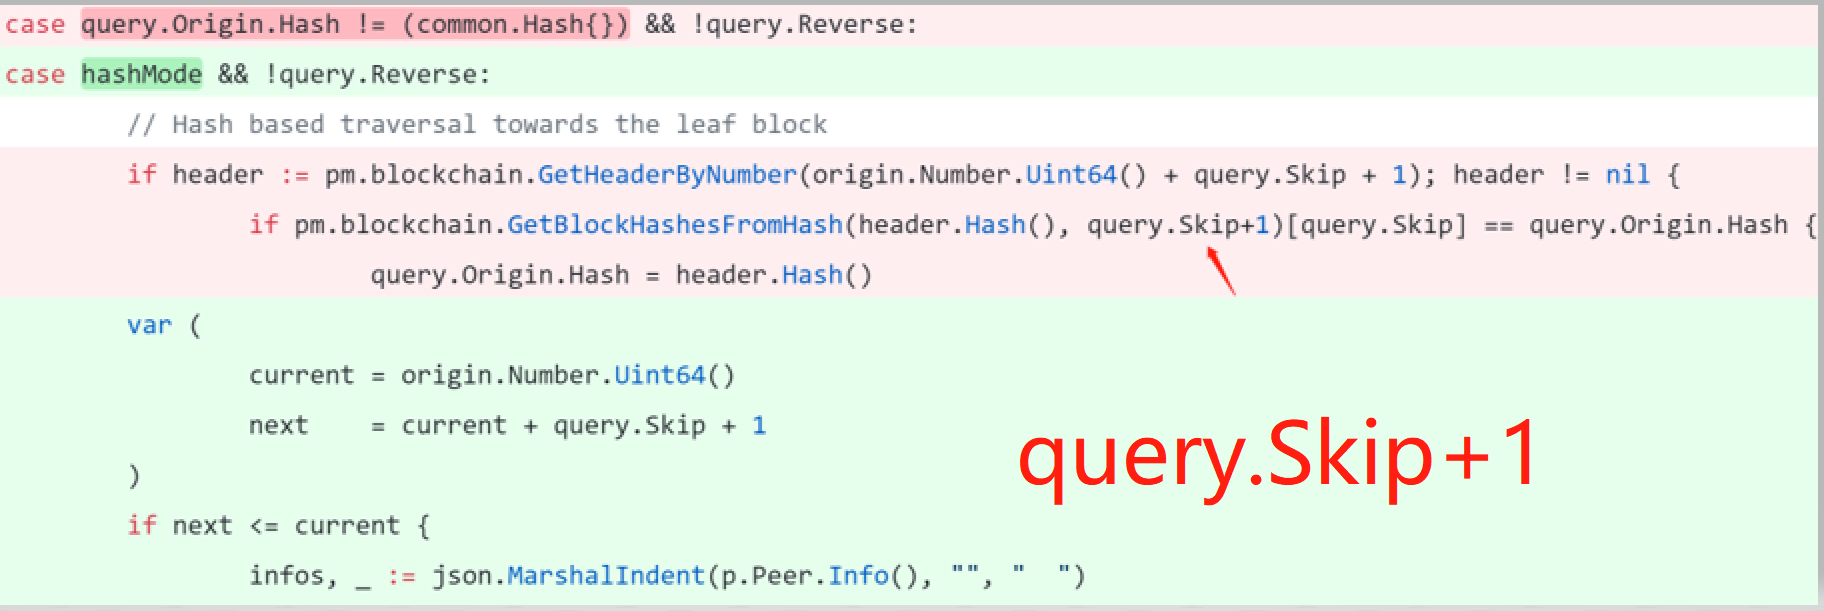 case query.Origin.Hash != (common.Hash{}) && !query.Reverse:
case hashMode && !query.Reverse:
// Hash based traversal towards the leaf block
if header := pm.blockchain.GetHeaderByNumber(origin.Number.Uint64() + query.Skip + 1); header != nil {
if pm.blockchain.GetBlockHashesFromHash(header.Hash(), query.Skip+1)[query.Skip] == query.Origin.Hash {
query.Origin.Hash = header.Hash()
var (
current = origin.Number.Uint64()
next    = current + query.Skip + 1
)
query.Skip+1
if next <= current {
infos, _ := json.MarshalIndent(p.Peer.Info(), "", "  ")